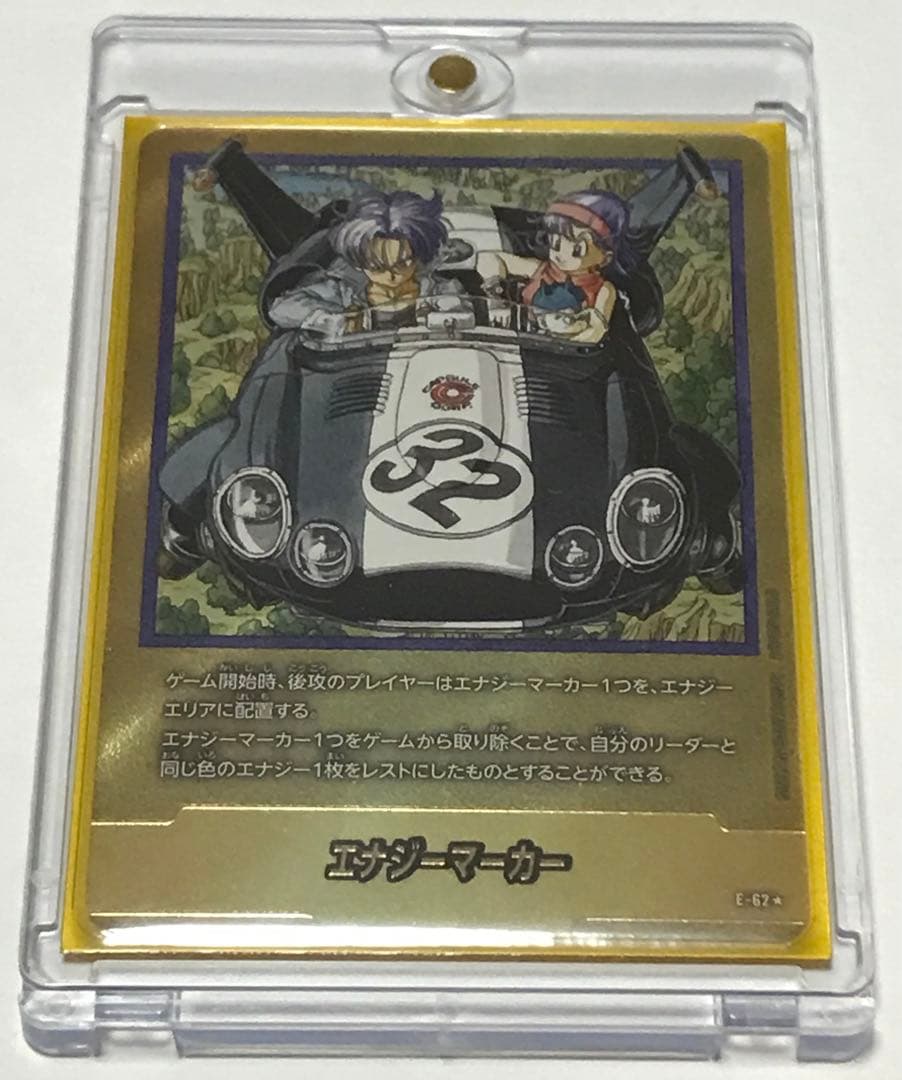 CAPSULE
CORP.
32
ゲーム開始時、後攻のプレイヤーはエナジーマーカー1つを、エナジー
エリアに配置する。
エナジーマーカー1つをゲームから取り除くことで、自分のリーダーと
同じ色のエナジー1枚をレストにしたものとすることができる。
エナジーマーカー
E-62★